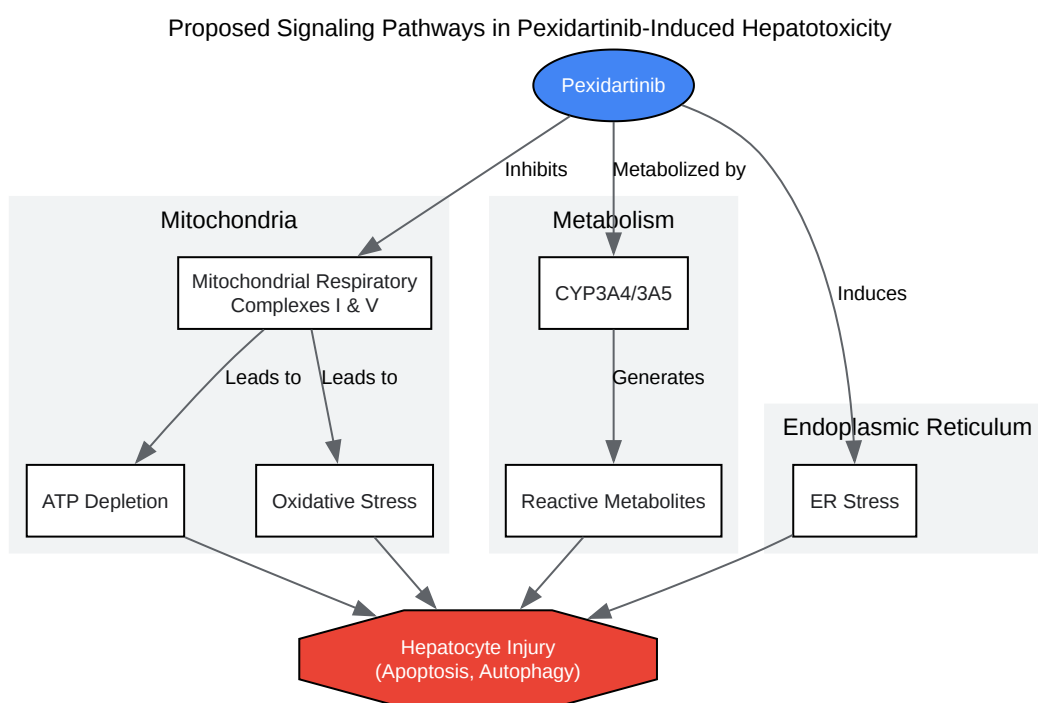 Proposed Signaling Pathways in Pexidartinib-Induced Hepatotoxicity
Pexidartinib
Inhibits
Metabolized by
Mitochondria
Metabolism
Mitochondrial Respiratory
Complexes I & V
CYP3A4/3A5
Induces
Leads to
Leads to
Generates
Endoplasmic Reticulum
ATP Depletion
Oxidative Stress
Reactive Metabolites
ER Stress
Hepatocyte Injury
(Apoptosis, Autophagy)